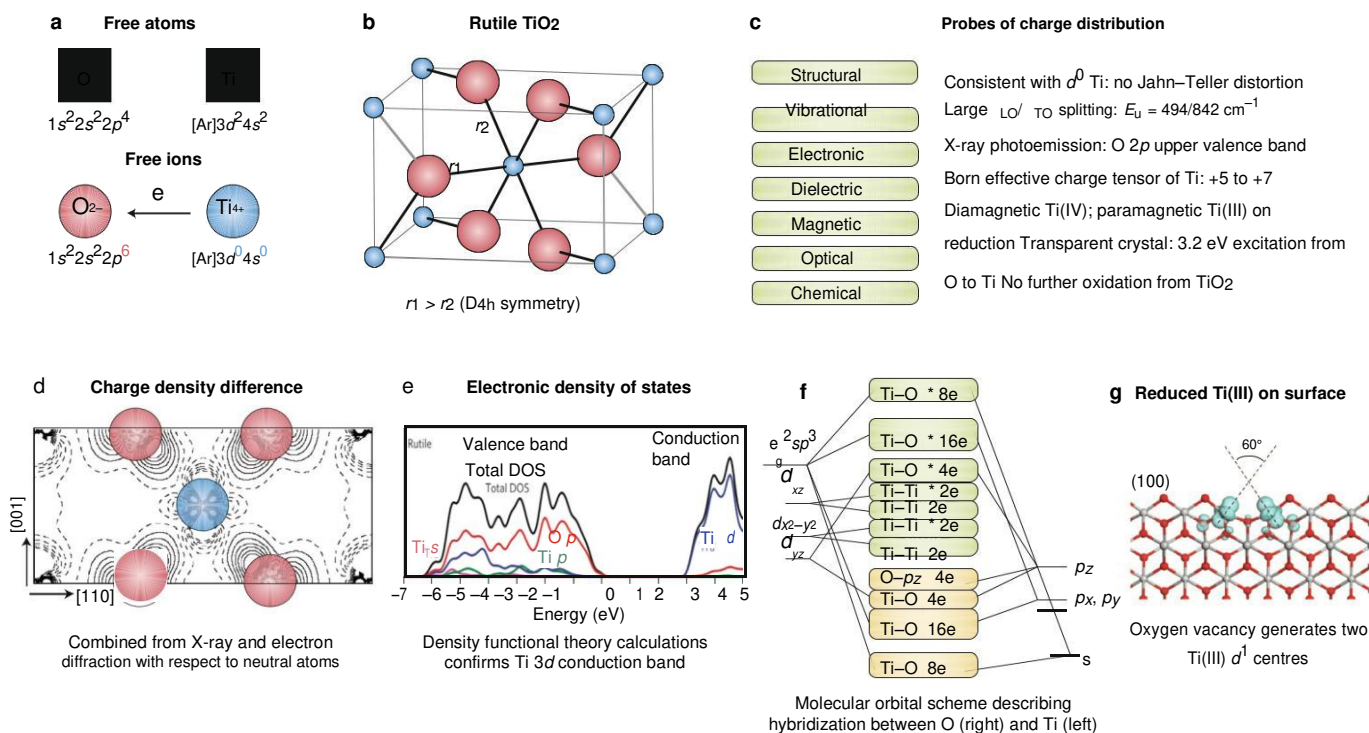 a Free atoms
O Ti
1s²2s²2p⁴ [Ar]3d²4s²
Free ions
O2– e Ti4+
1s²2s²2p⁶ [Ar]3d⁰4s⁰
b Rutile TiO2
r2
r1
r1 > r2 (D4h symmetry)
c Probes of charge distribution
Structural
Vibrational
Electronic
Dielectric
Magnetic
Optical
Chemical
Consistent with d⁰ Ti: no Jahn–Teller distortion
Large LO/ TO splitting: Eu = 494/842 cm⁻¹
X-ray photoemission: O 2p upper valence band
Born effective charge tensor of Ti: +5 to +7
Diamagnetic Ti(IV); paramagnetic Ti(III) on
reduction Transparent crystal: 3.2 eV excitation from
O to Ti No further oxidation from TiO2
d Charge density difference
[001]
[110]
Combined from X-ray and electron
diffraction with respect to neutral atoms
e Electronic density of states
Rutile
Valence band
Total DOS
Total DOS
Conduction
band
Ti s
O p
Ti p
Ti d
–7 –6 –5 –4 –3 –2 –1 0 1 2 3 4 5
Energy (eV)
Density functional theory calculations
confirms Ti 3d conduction band
f
Ti–O * 8e
e ²sp³
g
Ti–O * 16e
d xz
Ti–O * 4e
Ti–Ti * 2e
Ti–Ti 2e
dx2–y2
Ti–Ti * 2e
d yz
Ti–Ti 2e
O–pz 4e
Ti–O 4e
Ti–O 16e
Ti–O 8e
pz
px, py
s
Molecular orbital scheme describing
hybridization between O (right) and Ti (left)
g Reduced Ti(III) on surface
60°
(100)
Oxygen vacancy generates two
Ti(III) d¹ centres